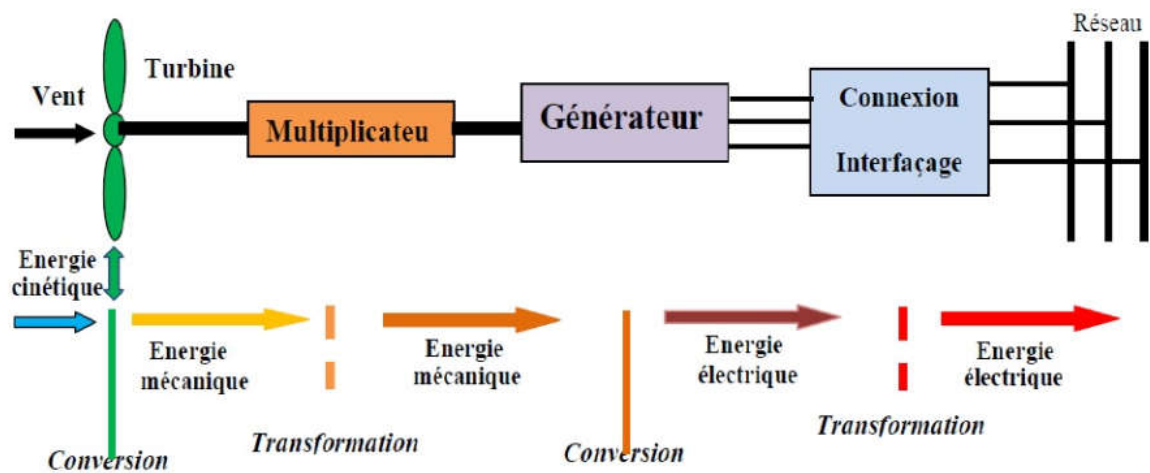 Réseau
Turbine
Vent
Multiplicateu
Générateur
Connexion
Interfaçage
Energie
cinétique
Energie
mécanique
Energie
mécanique
Energie
électrique
Energie
électrique
Conversion
Transformation
Conversion
Transformation